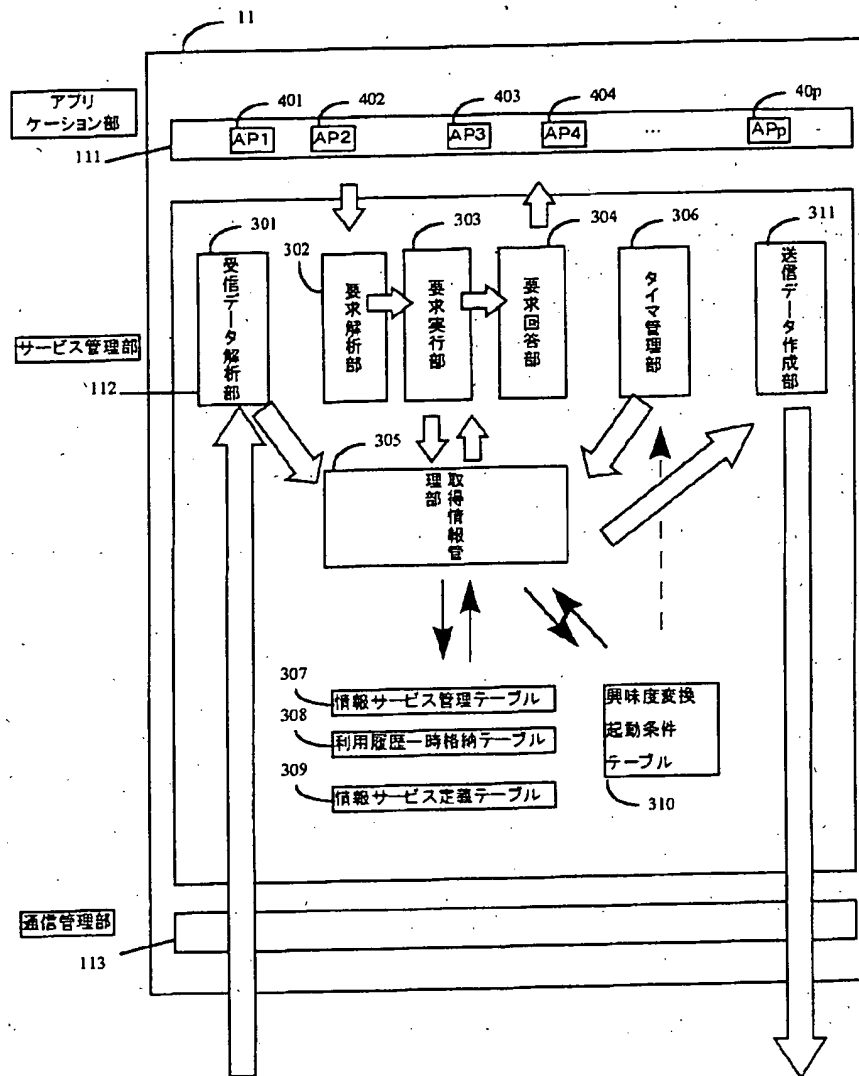 11
アプリ
ケーション部
111
401
402
403
404
40p
AP1
AP2
AP3
AP4
...
APp
サービス管理部
112
301
受信データ解析部
302
要求解析部
303
要求実行部
304
要求回答部
306
タイマ管理部
311
送信データ作成部
305
取得情報管
理部
307
情報サービス管理テーブル
308
利用履歴一時格納テーブル
309
情報サービス定義テーブル
興味度変換
起動条件
テーブル
310
通信管理部
113